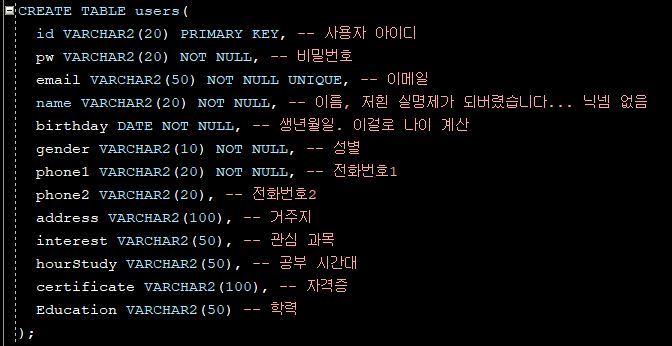 CREATE TABLE users(
id VARCHAR2(20) PRIMARY KEY, -- 사용자 아이디
pw VARCHAR2(20) NOT NULL, -- 비밀번호
email VARCHAR2(50) NOT NULL UNIQUE, -- 이메일
name VARCHAR2(20) NOT NULL, -- 이름, 저흰 실명제가 되버렸습니다... 닉넴 없음
birthday DATE NOT NULL, -- 생년월일. 이걸로 나이 계산
gender VARCHAR2(10) NOT NULL, -- 성별
phone1 VARCHAR2(20) NOT NULL, -- 전화번호1
phone2 VARCHAR2(20), -- 전화번호2
address VARCHAR2(100), -- 거주지
interest VARCHAR2(50), -- 관심 과목
hourStudy VARCHAR2(50), -- 공부 시간대
certificate VARCHAR2(100), -- 자격증
Education VARCHAR2(50) -- 학력
);